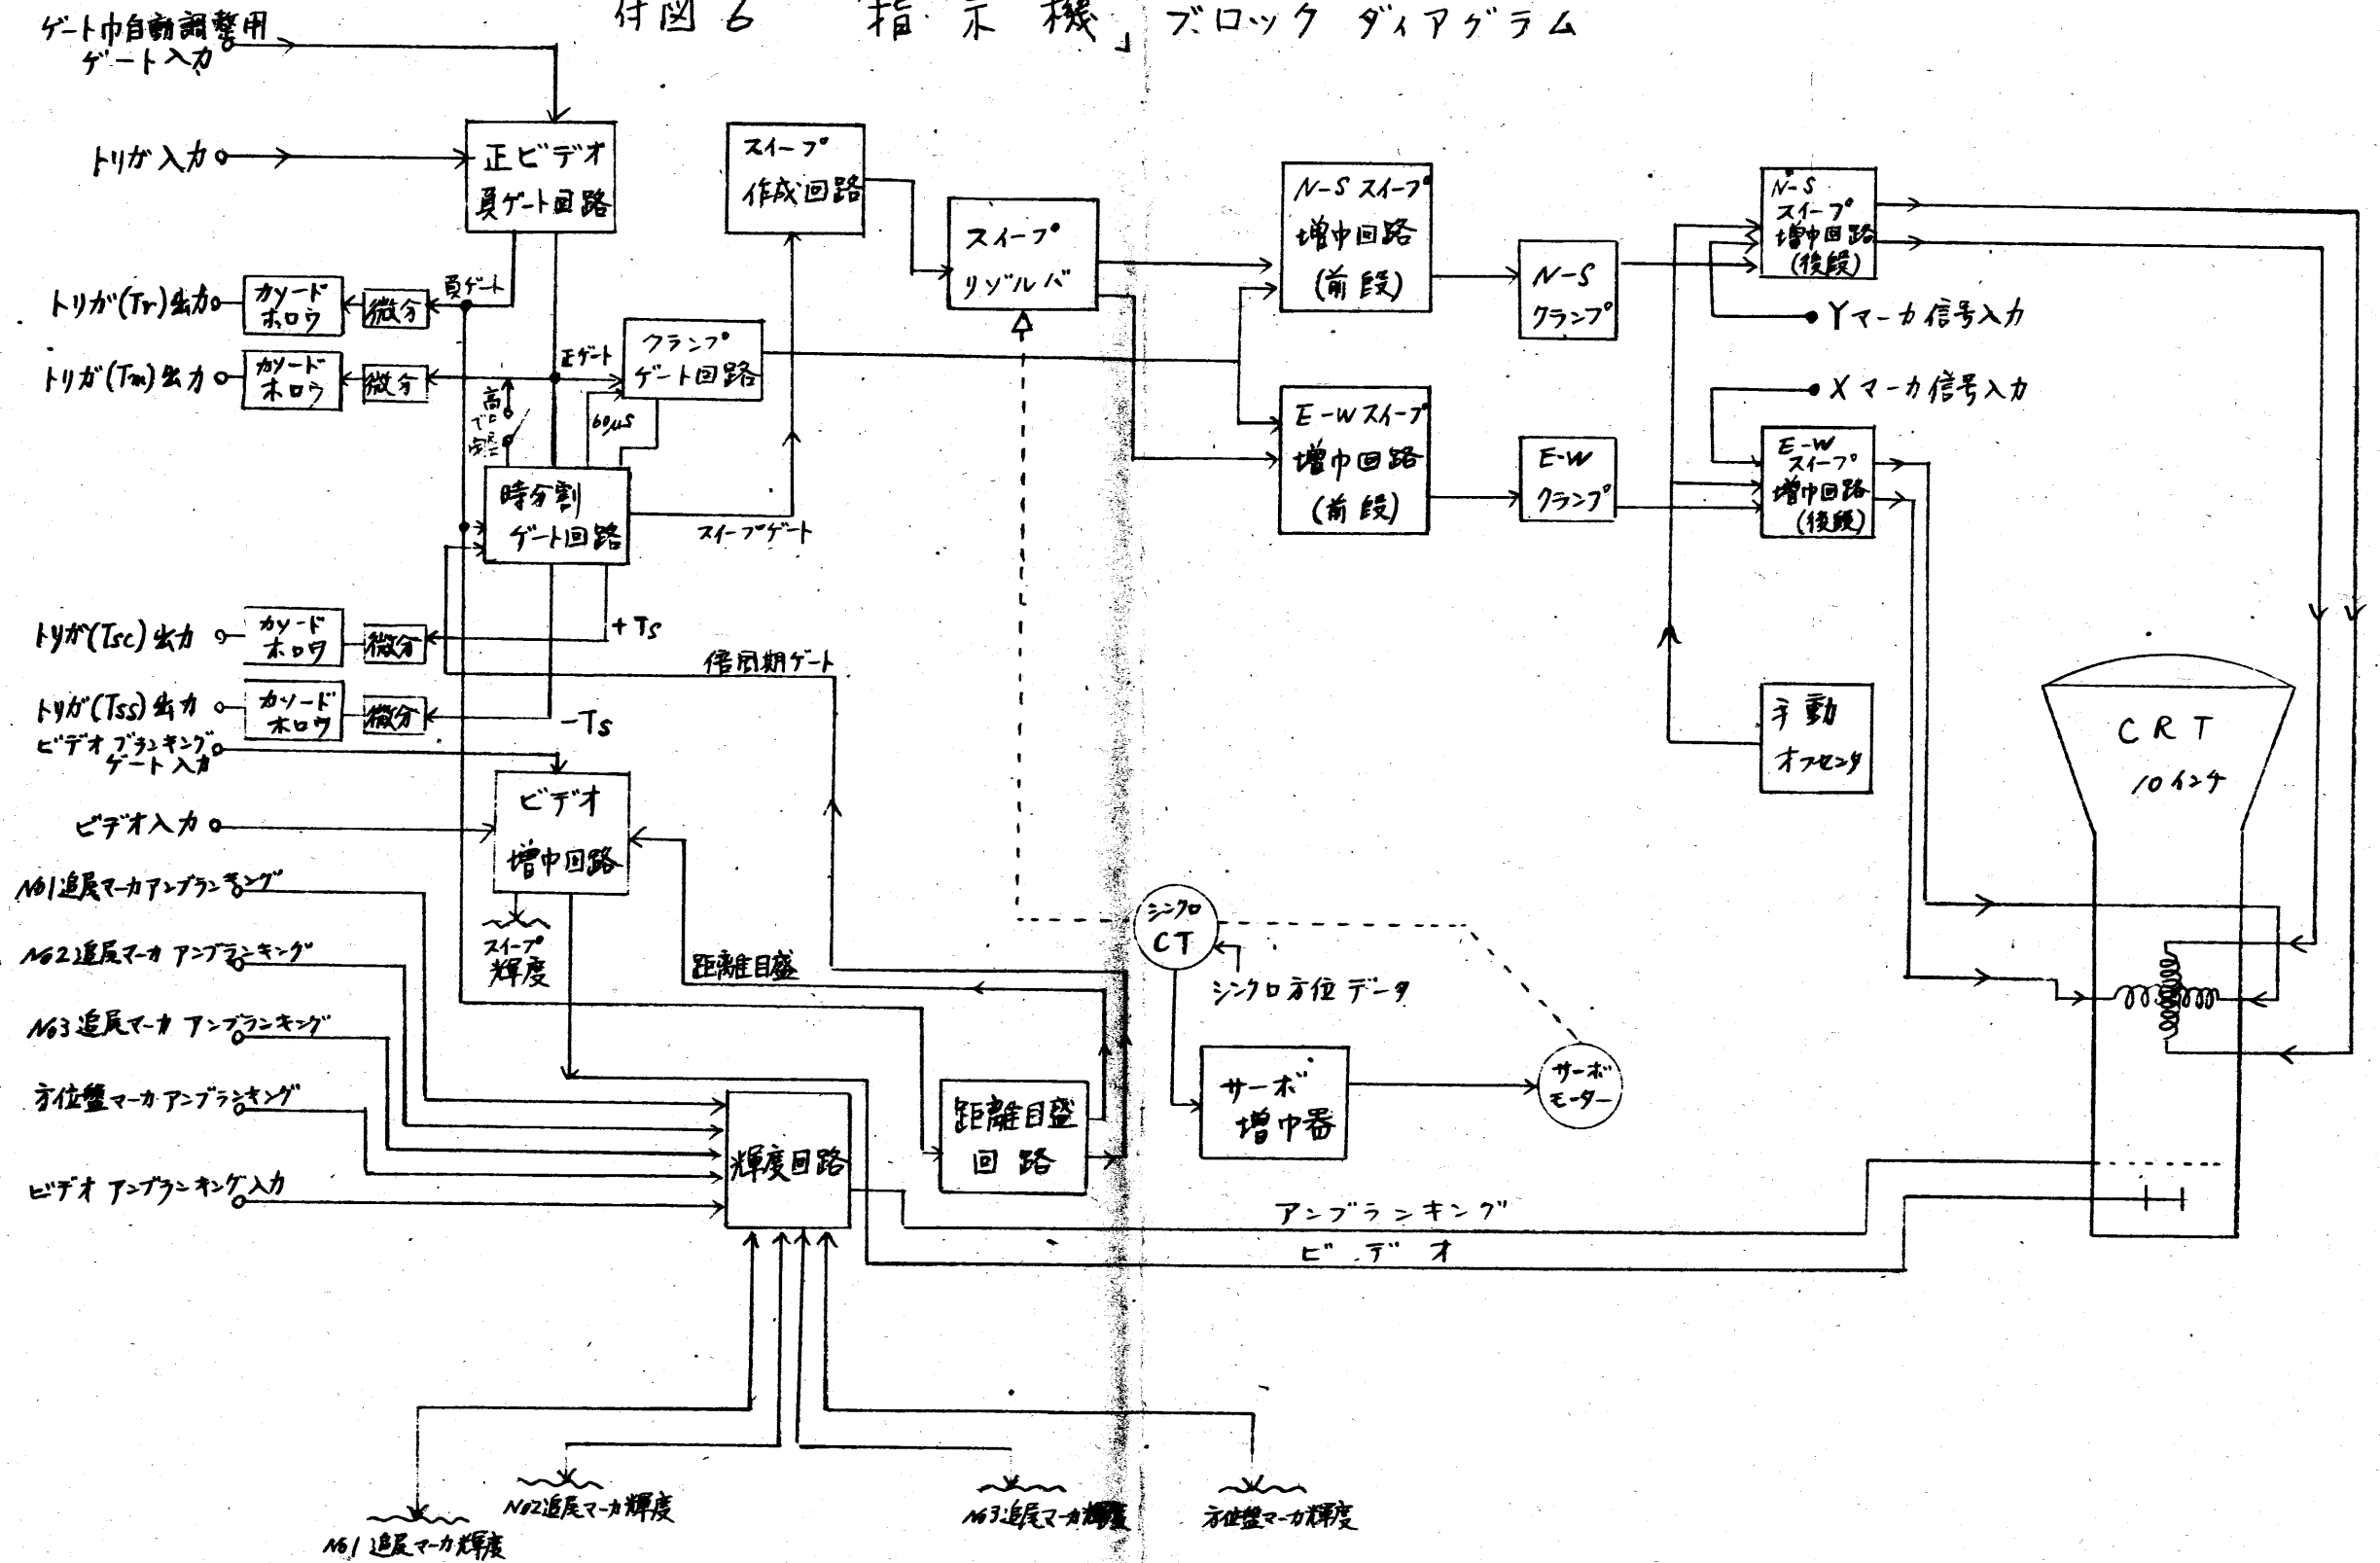 付図6 「指示機」ブロックダイアグラム
ゲート巾自動調整用
ゲート入力
トリガ入力
正ビデオ
負ゲート回路
スイープ
作成回路
スイープ
リゾルバ
N-Sスイープ
増巾回路
(前段)
N-S
クランプ
N-S
スイープ
増巾回路
(後段)
トリガ(Tr)出力
カソード
ホロウ
微分
負ゲート
Yマーカ信号入力
トリガ(Tm)出力
カソード
ホロウ
微分
正ゲート
クランプ
ゲート回路
60μs
Xマーカ信号入力
E-Wスイープ
増巾回路
(前段)
E-W
クランプ
E-W
スイープ
増巾回路
(後段)
時分割
ゲート回路
スイープゲート
トリガ(Tsc)出力
カソード
ホロウ
微分
+Ts
倍周期ゲート
トリガ(Tss)出力
カソード
ホロウ
微分
-Ts
手動
オフセンタ
CRT
10インチ
ビデオブランキング
ゲート入力
ビデオ入力
ビデオ
増巾回路
スイープ
輝度
No1追尾マーカアンブランキング
No2追尾マーカアンブランキング
No3追尾マーカアンブランキング
方位盤マーカアンブランキング
ビデオアンブランキング入力
距離目盛
シンクロ
CT
シンクロ方位データ
輝度回路
距離目盛
回路
サーボ
増巾器
サーボ
モーター
アンブランキング
ビデオ
No1追尾マーカ輝度
No2追尾マーカ輝度
No3追尾マーカ輝度
方位盤マーカ輝度